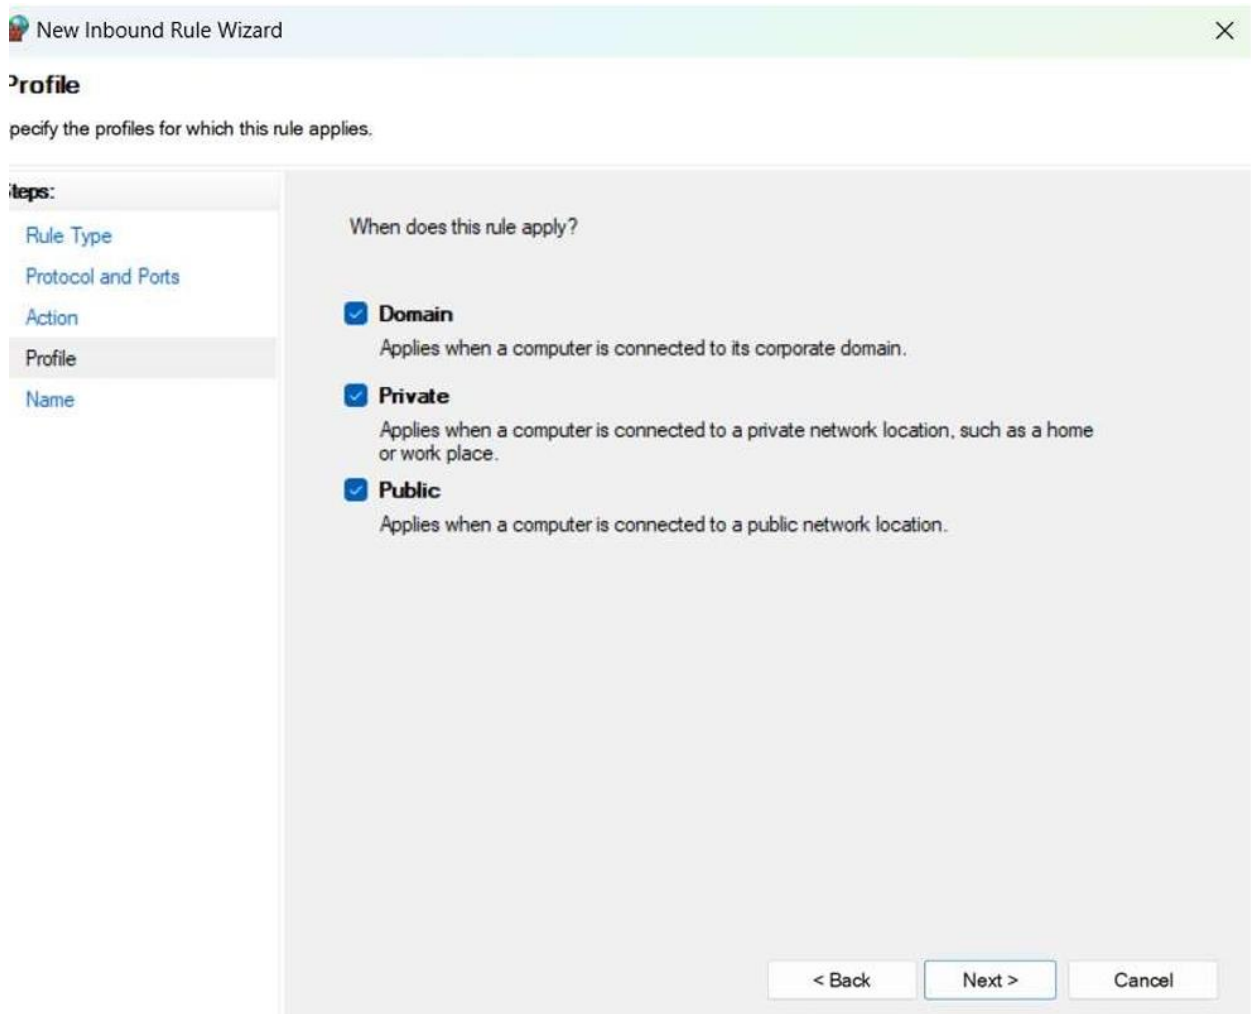 New Inbound Rule Wizard
Profile
pecify the profiles for which this rule applies.
teps:
Rule Type
Protocol and Ports
Action
Profile
Name
When does this rule apply?
Domain
Applies when a computer is connected to its corporate domain.
Private
Applies when a computer is connected to a private network location, such as a home
or work place.
Public
Applies when a computer is connected to a public network location.
< Back
Next >
Cancel